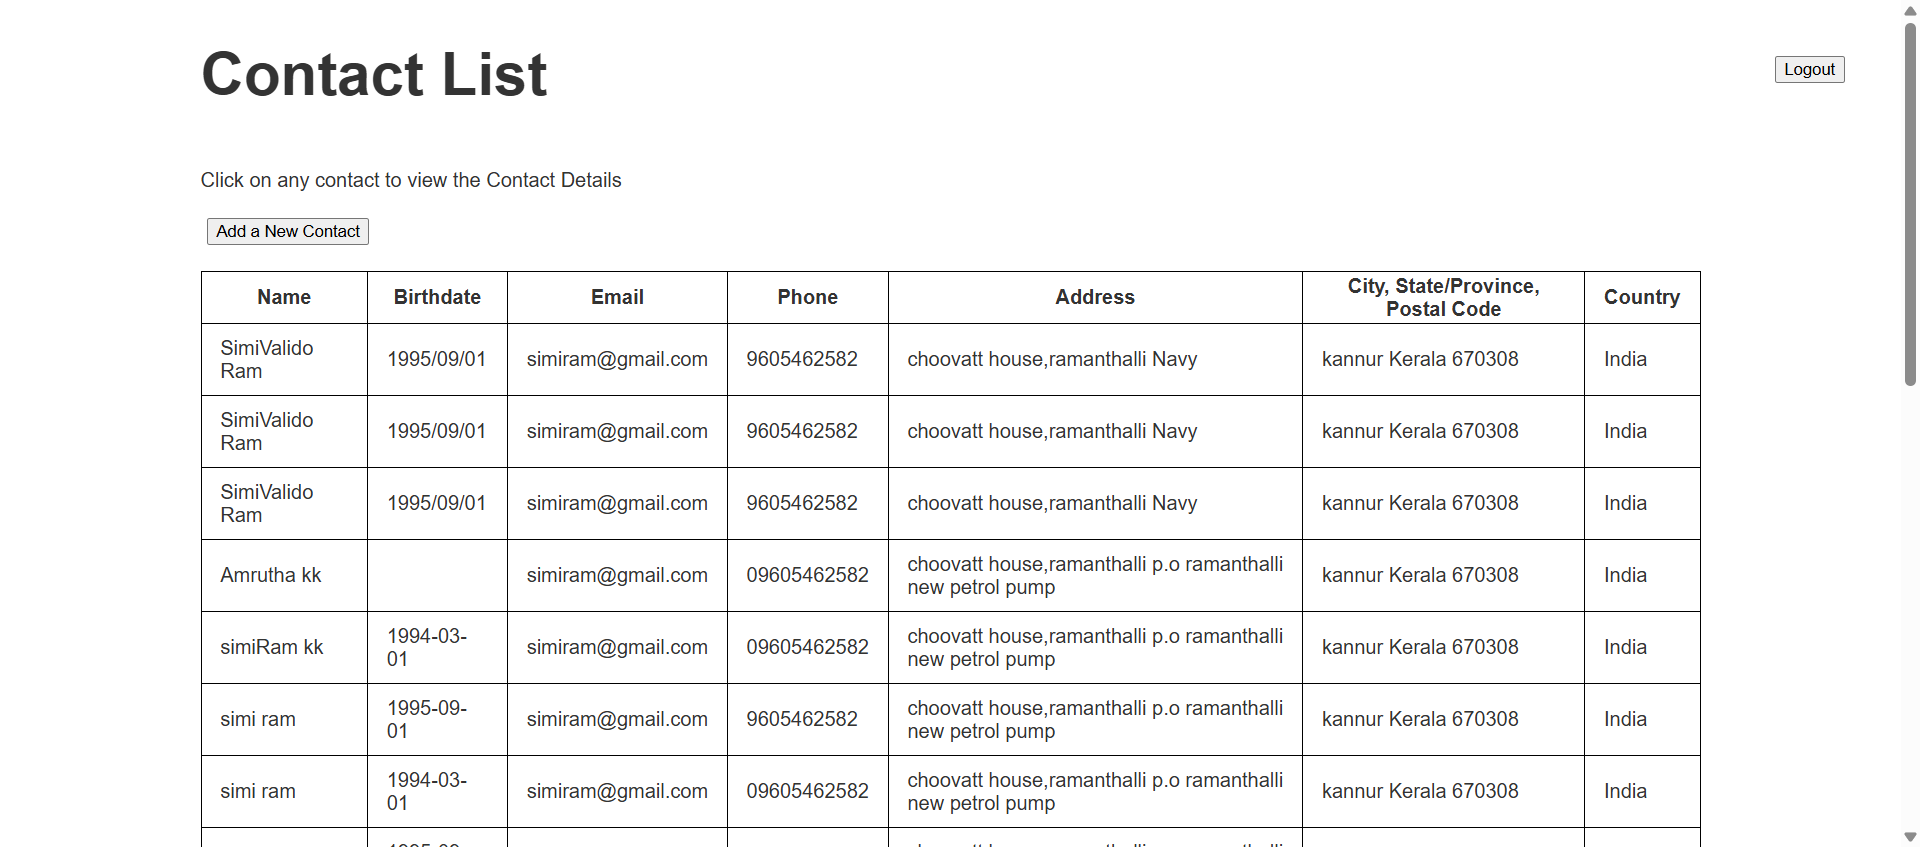 Contact List
Logout
Click on any contact to view the Contact Details
Add a New Contact
Name Birthdate Email Phone Address City, State/Province, Postal Code Country
SimiValido Ram 1995/09/01 simiram@gmail.com 9605462582 choovatt house,ramanthalli Navy kannur Kerala 670308 India
SimiValido Ram 1995/09/01 simiram@gmail.com 9605462582 choovatt house,ramanthalli Navy kannur Kerala 670308 India
SimiValido Ram 1995/09/01 simiram@gmail.com 9605462582 choovatt house,ramanthalli Navy kannur Kerala 670308 India
Amrutha kk simiram@gmail.com 09605462582 choovatt house,ramanthalli p.o ramanthalli new petrol pump kannur Kerala 670308 India
simiRam kk 1994-03-01 simiram@gmail.com 09605462582 choovatt house,ramanthalli p.o ramanthalli new petrol pump kannur Kerala 670308 India
simi ram 1995-09-01 simiram@gmail.com 9605462582 choovatt house,ramanthalli p.o ramanthalli new petrol pump kannur Kerala 670308 India
simi ram 1994-03-01 simiram@gmail.com 09605462582 choovatt house,ramanthalli p.o ramanthalli new petrol pump kannur Kerala 670308 India